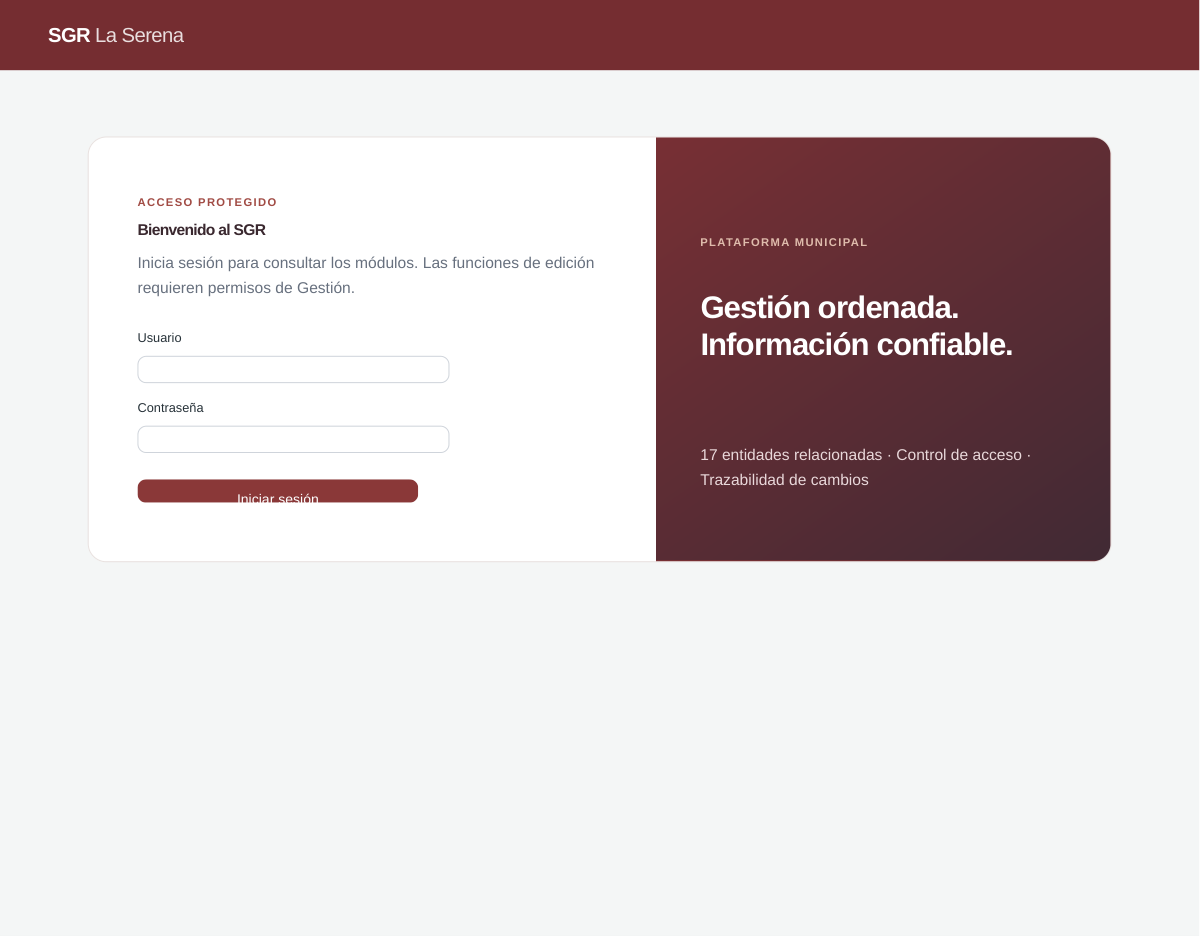 SGR La Serena
ACCESO PROTEGIDO
Bienvenido al SGR
Inicia sesión para consultar los módulos. Las funciones de edición
requieren permisos de Gestión.
Usuario
Contraseña
Iniciar sesión
PLATAFORMA MUNICIPAL
Gestión ordenada.
Información confiable.
17 entidades relacionadas · Control de acceso ·
Trazabilidad de cambios